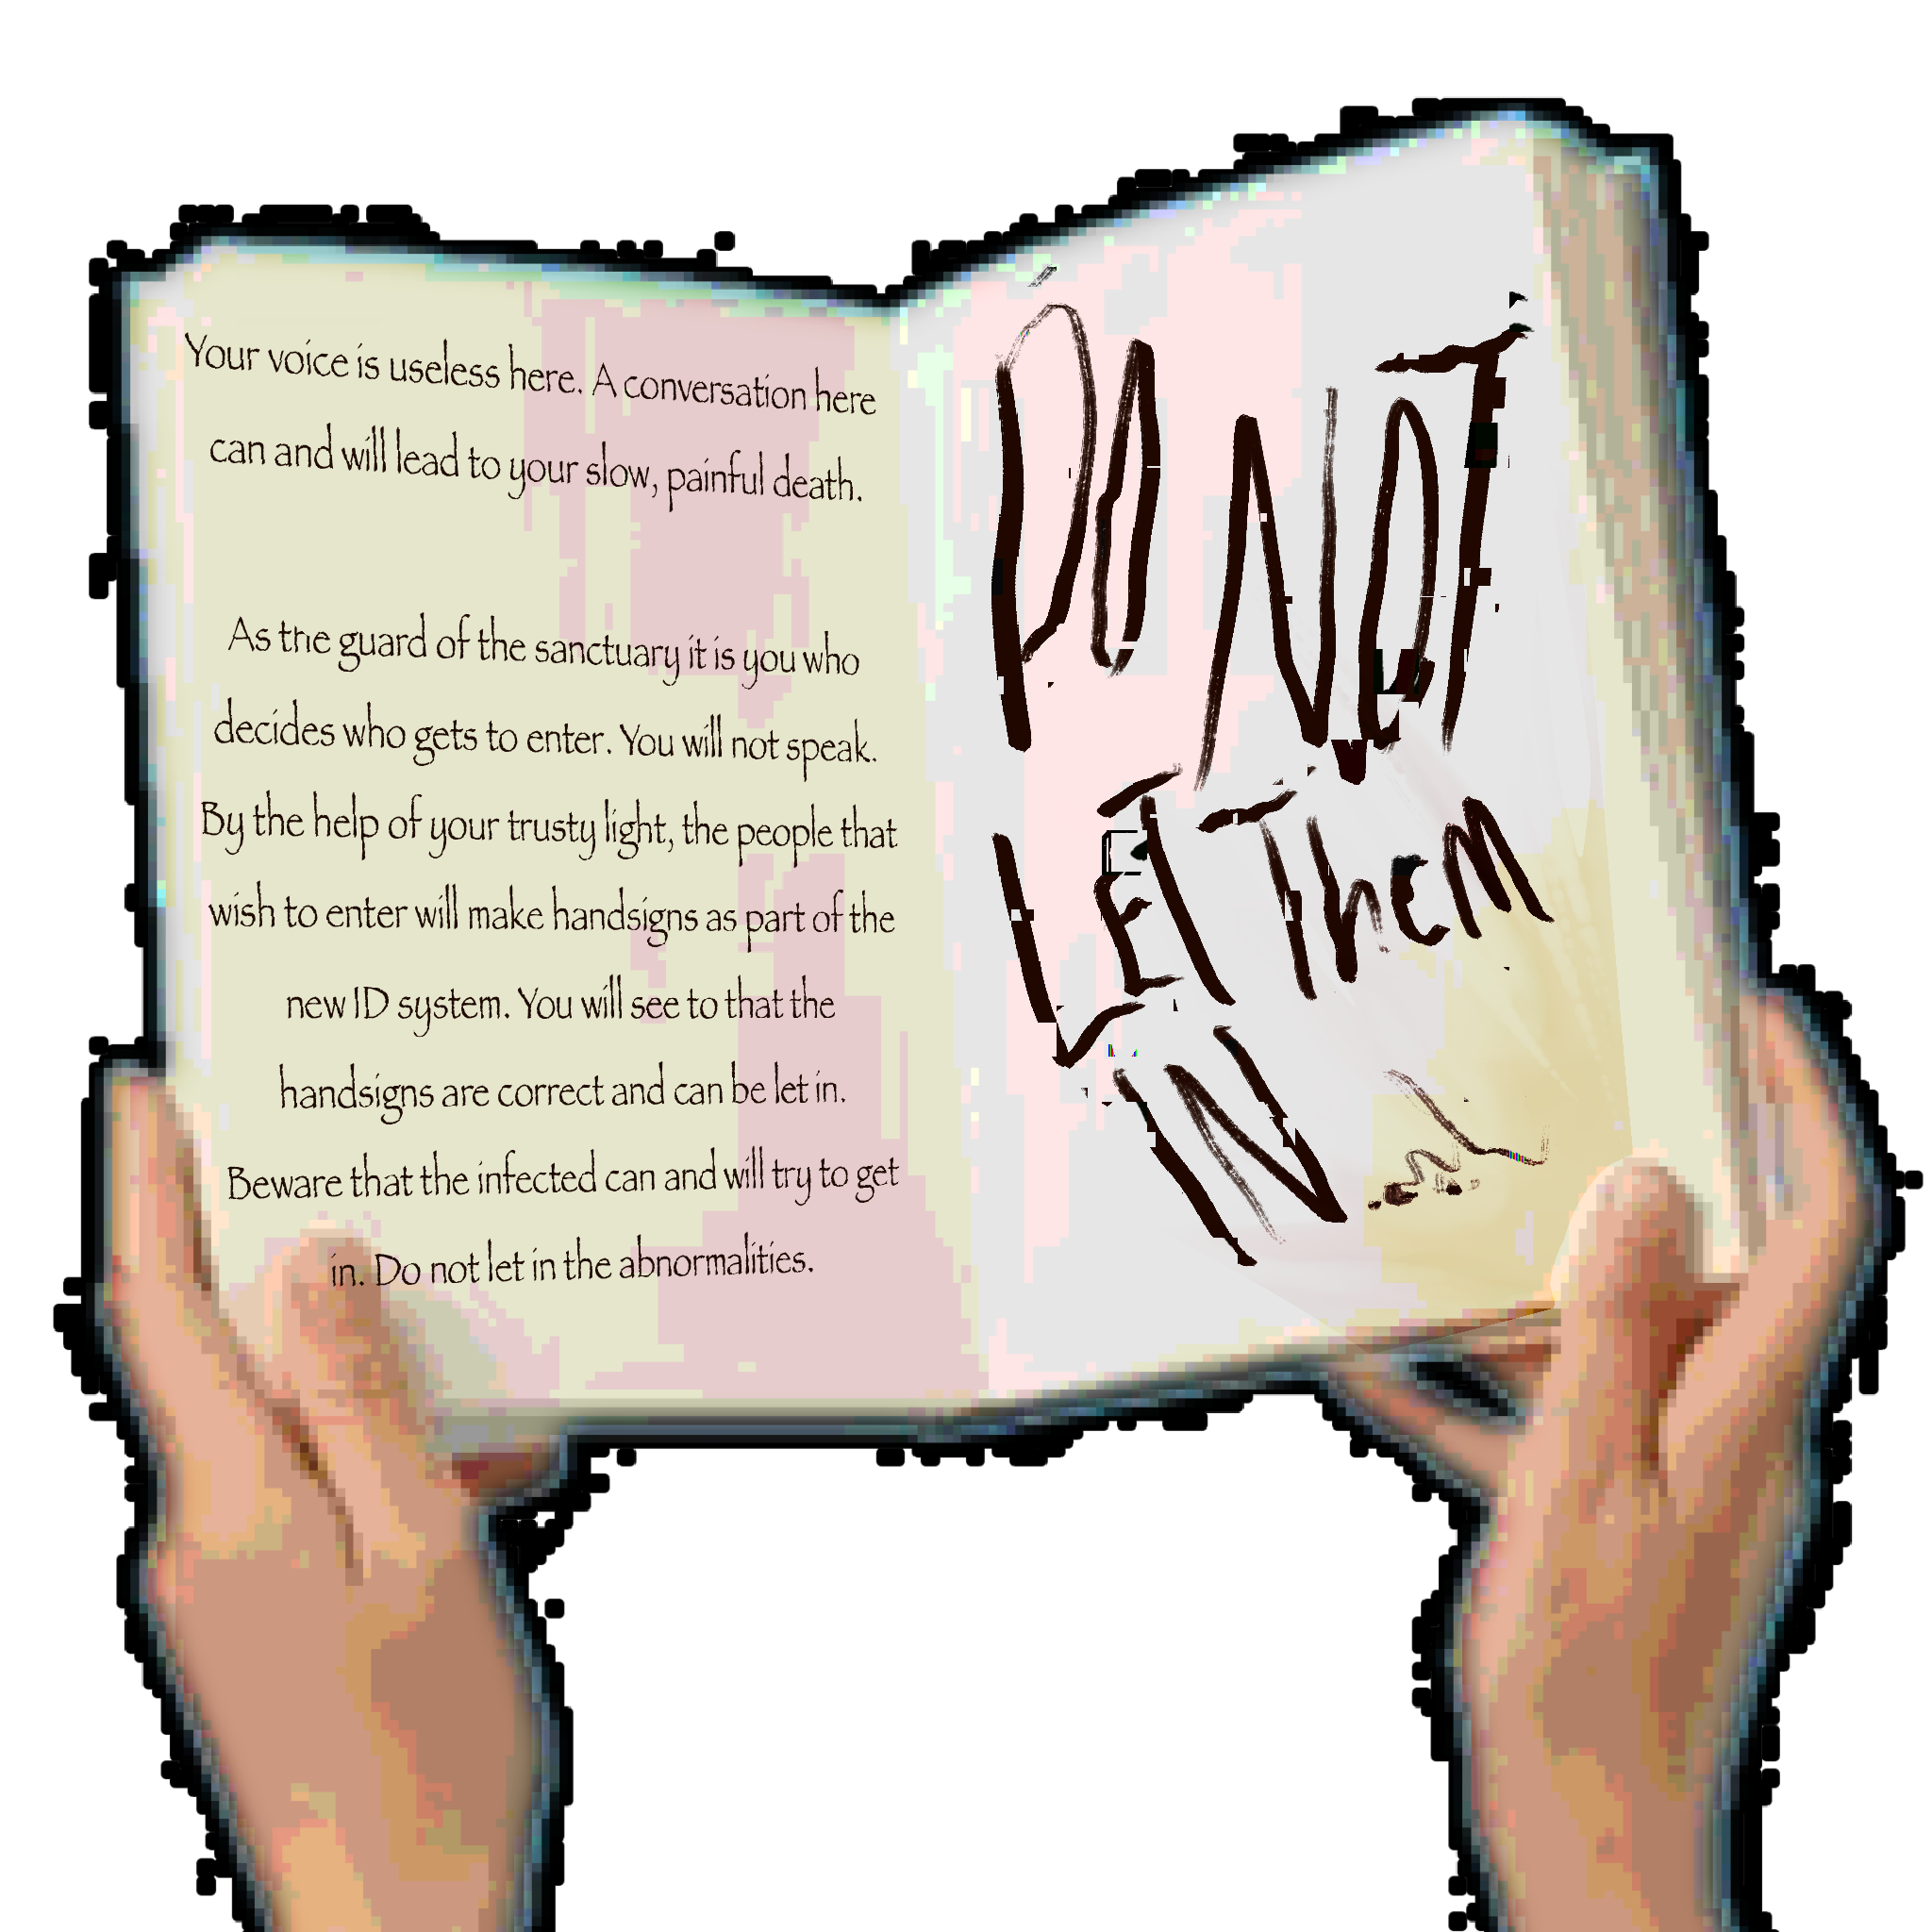 Your voice is useless here. A conversation here
can and will lead to your slow, painful death.
As the guard of the sanctuary it is you who
decides who gets to enter. You will not speak.
By the help of your trusty light, the people that
wish to enter will make handsigns as part of the
new ID system. You will see to that the
handsigns are correct and can be let in.
Beware that the infected can and will try to get
in. Do not let in the abnormalities.
DO NOT
LET Them
IN